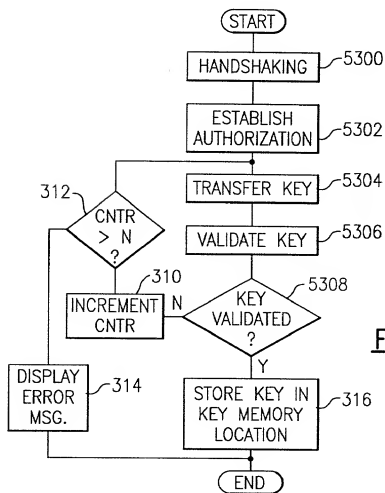 START
HANDSHAKING
5300
ESTABLISH
AUTHORIZATION
5302
312
CNTR
> N
?
TRANSFER KEY
5304
VALIDATE KEY
5306
310
INCREMENT
CNTR
N
KEY
VALIDATED
?
5308
Y
DISPLAY
ERROR
MSG.
314
STORE KEY IN
KEY MEMORY
LOCATION
316
END
F